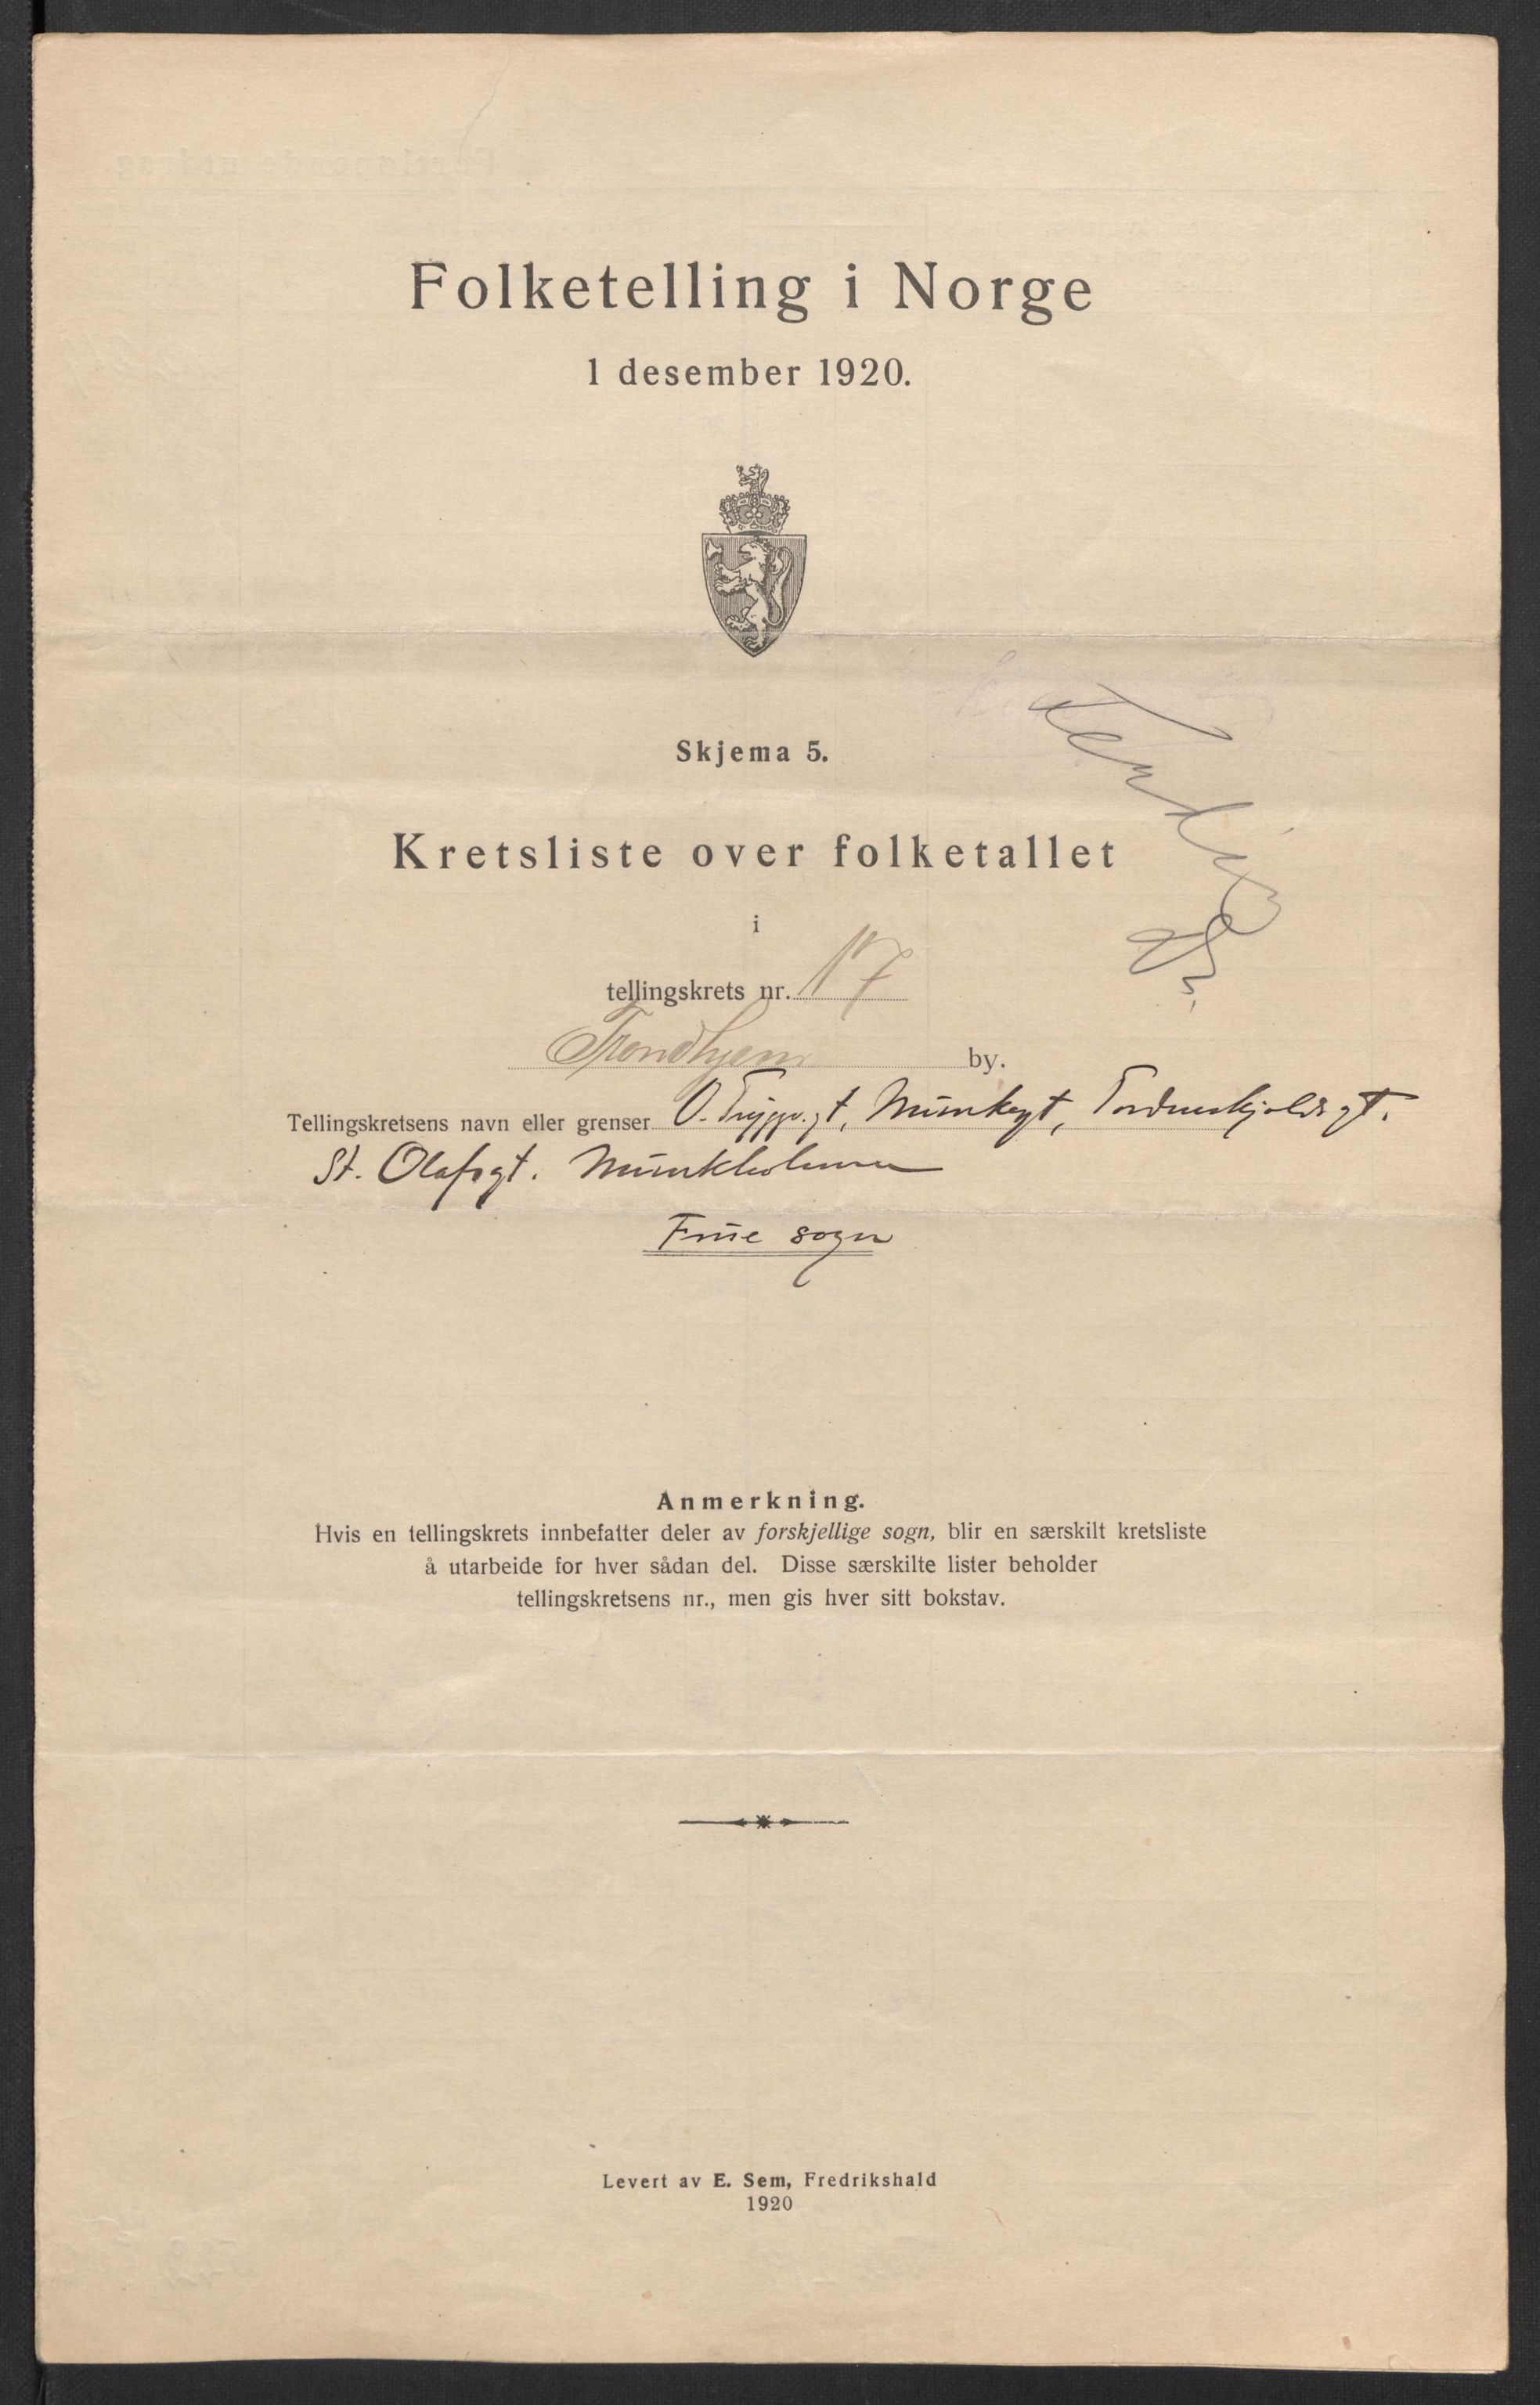 Folketelling i Norge
1 desember 1920.
Skjema 5.
Kretsliste over folketallet
i
tellingskrets nr. 17
Trondhjem by.
Tellingskretsens navn eller grenser O. Tryggv.gt, Munkegt, Tordenskjolds gt.
St. Olafsgt. Munkholmen
Frue sogn
Anmerkning.
Hvis en tellingskrets innbefatter deler av forskjellige sogn, blir en særskilt kretsliste
å utarbeide for hver sådan del. Disse særskilte lister beholder
tellingskretsens nr., men gis hver sitt bokstav.
Levert av E. Sem, Fredrikshald
1920